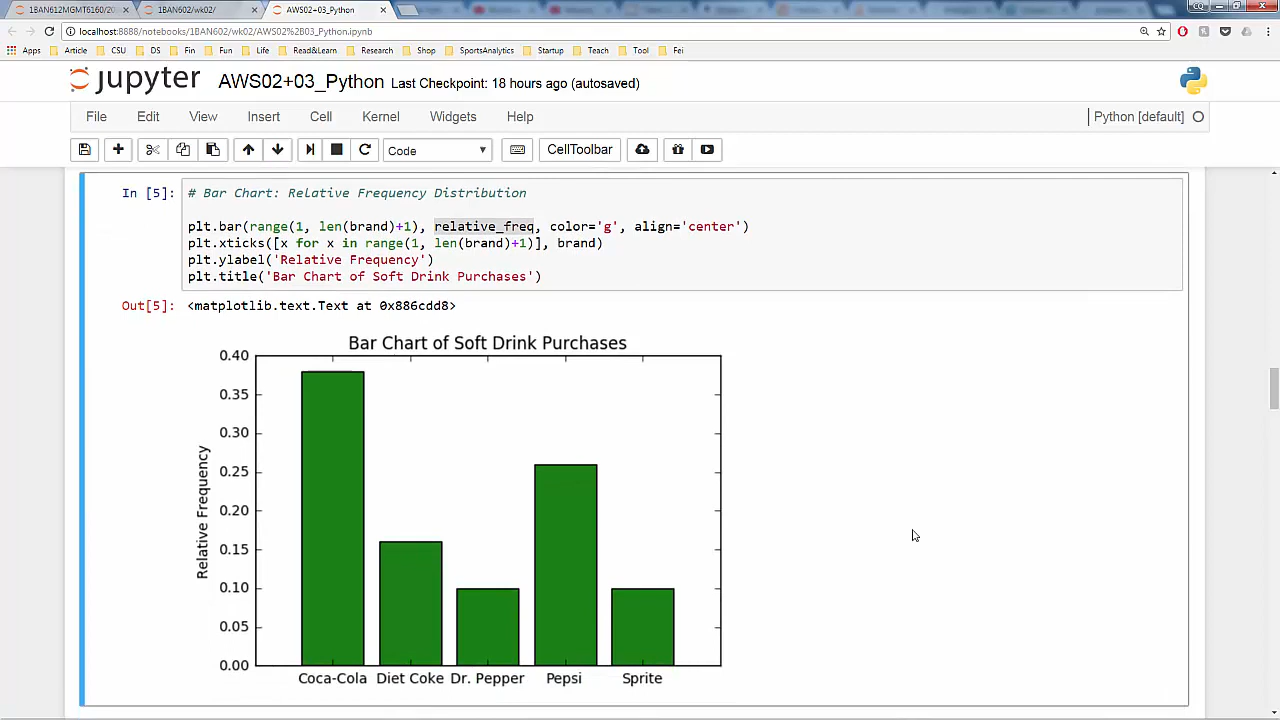 1BAN612MGMT6160/20
1BAN602/wk02/
AWS02+03_Python
localhost:8888/notebooks/1BAN602/wk02/AWS02%2B03_Python.ipynb
Apps Article CSU DS Fin Fun Life Read&Learn Research Shop SportsAnalytics Startup Teach Tool Fei
jupyter AWS02+03_Python Last Checkpoint: 18 hours ago (autosaved)
File Edit View Insert Cell Kernel Widgets Help Python [default]
Code CellToolbar
In [5]: # Bar Chart: Relative Frequency Distribution
plt.bar(range(1, len(brand)+1), relative_freq, color='g', align='center')
plt.xticks([x for x in range(1, len(brand)+1)], brand)
plt.ylabel('Relative Frequency')
plt.title('Bar Chart of Soft Drink Purchases')
Out[5]: <matplotlib.text.Text at 0x886cdd8>
Bar Chart of Soft Drink Purchases
0.40
0.35
0.30
0.25
0.20
0.15
0.10
0.05
0.00
Relative Frequency
Coca-Cola Diet Coke Dr. Pepper Pepsi Sprite